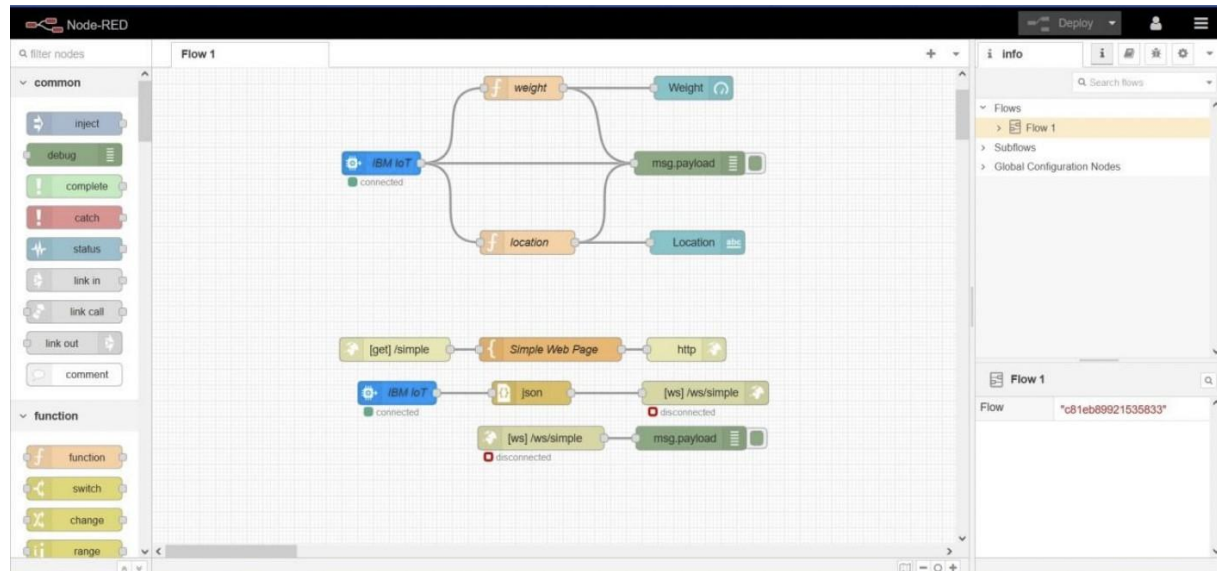 Node-RED
Deploy
filter nodes
Flow 1
i info
i
Search flows
common
inject
debug
complete
catch
status
link in
link call
link out
comment
function
function
switch
change
range
weight
Weight
IBM IoT
connected
msg.payload
location
Location
abc
[get] /simple
Simple Web Page
http
IBM IoT
connected
json
[ws] /ws/simple
disconnected
[ws] /ws/simple
disconnected
msg.payload
Flows
Flow 1
Subflows
Global Configuration Nodes
Flow 1
Flow "c81eb89921535833"